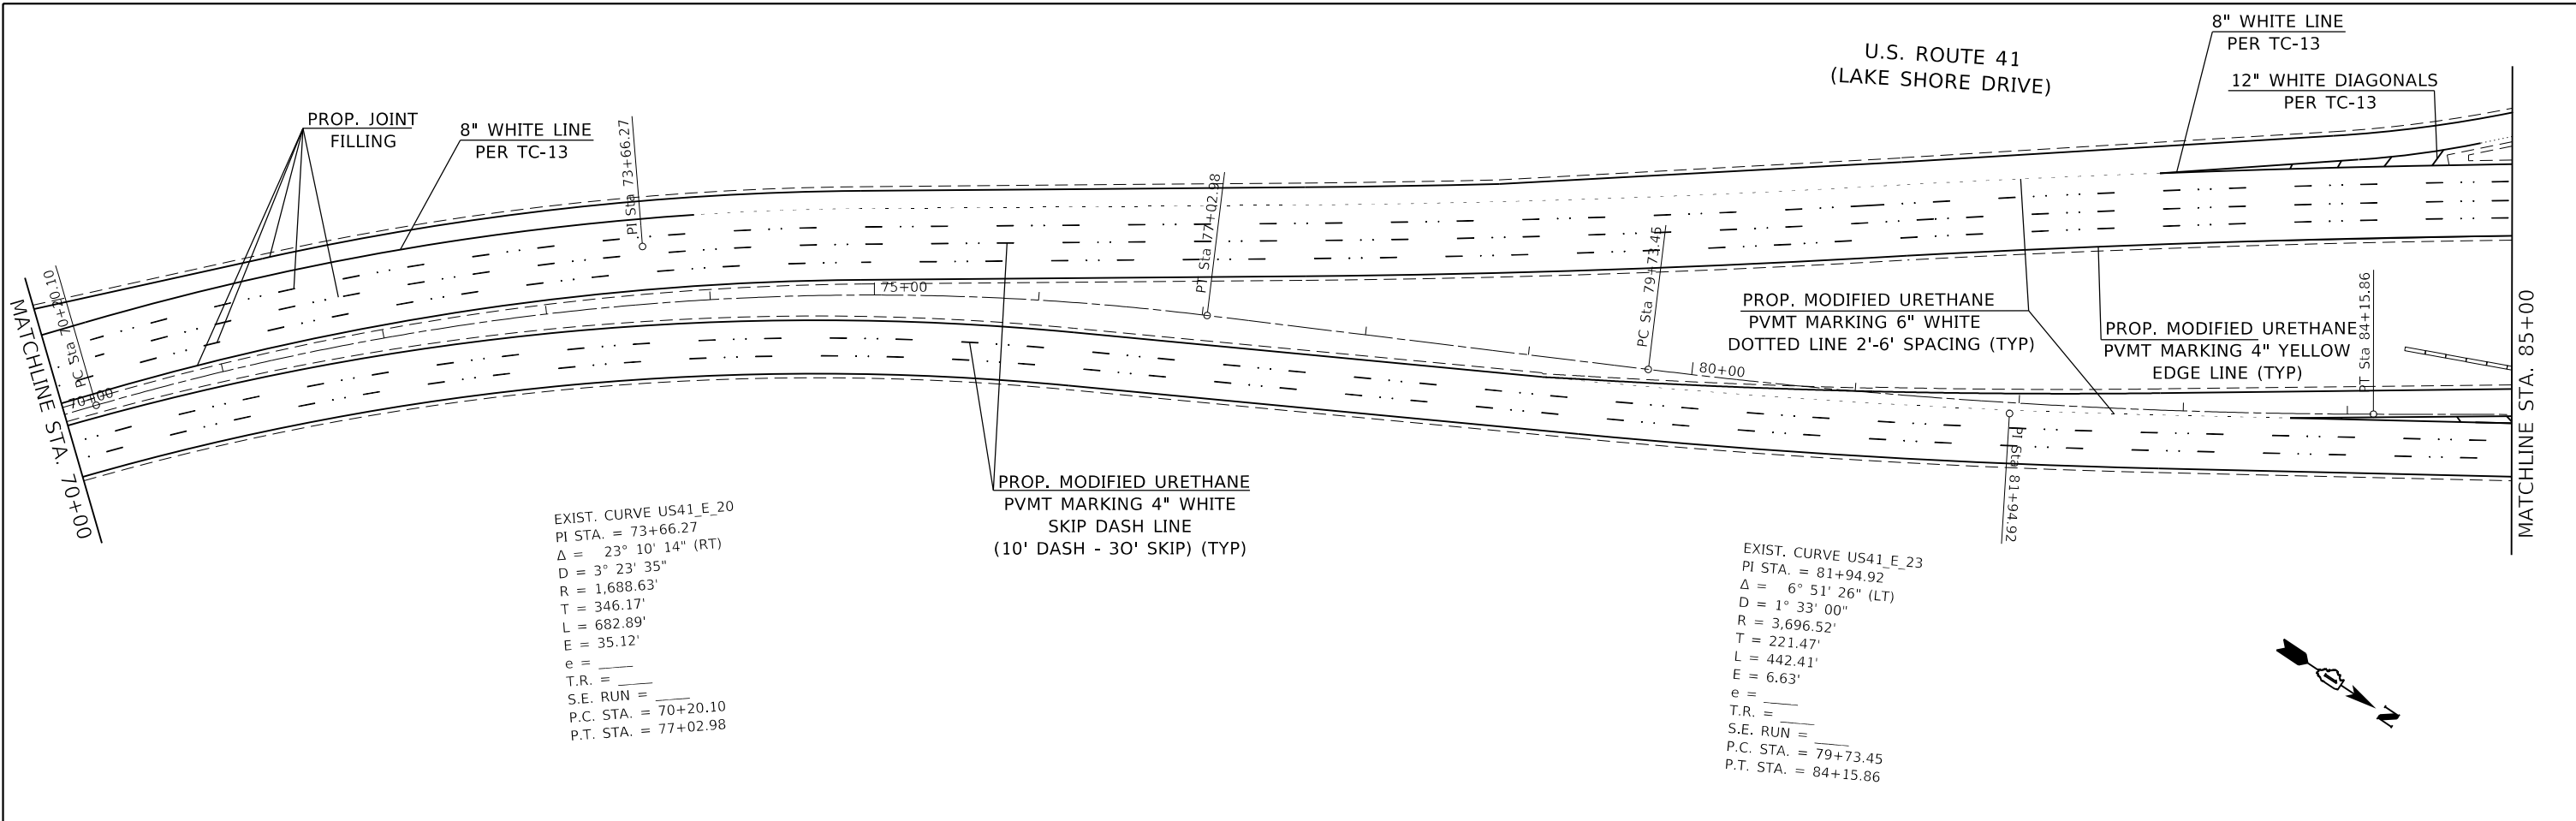 8" WHITE LINE
PER TC-13
U.S. ROUTE 41
(LAKE SHORE DRIVE)
12" WHITE DIAGONALS
PER TC-13
PROP. JOINT
FILLING
8" WHITE LINE
PER TC-13
PI Sta 73+66.27
PT Sta 77+02.98
PC Sta 79+73.45
PC Sta 70+20.10
70+00
75+00
80+00
MATCHLINE STA. 70+00
PROP. MODIFIED URETHANE
PVMT MARKING 6" WHITE
DOTTED LINE 2'-6' SPACING (TYP)
PROP. MODIFIED URETHANE
PVMT MARKING 4" YELLOW
EDGE LINE (TYP)
PT Sta 84+15.86
MATCHLINE STA. 85+00
PI Sta 81+94.92
PROP. MODIFIED URETHANE
PVMT MARKING 4" WHITE
SKIP DASH LINE
(10' DASH - 3O' SKIP) (TYP)
EXIST. CURVE US41_E_20
PI STA. = 73+66.27
Δ = 23° 10' 14" (RT)
D = 3° 23' 35"
R = 1,688.63'
T = 346.17'
L = 682.89'
E = 35.12'
e = _____
T.R. = _____
S.E. RUN = _____
P.C. STA. = 70+20.10
P.T. STA. = 77+02.98
EXIST. CURVE US41_E_23
PI STA. = 81+94.92
Δ = 6° 51' 26" (LT)
D = 1° 33' 00"
R = 3,696.52'
T = 221.47'
L = 442.41'
E = 6.63'
e = _____
T.R. = _____
S.E. RUN = _____
P.C. STA. = 79+73.45
P.T. STA. = 84+15.86
N